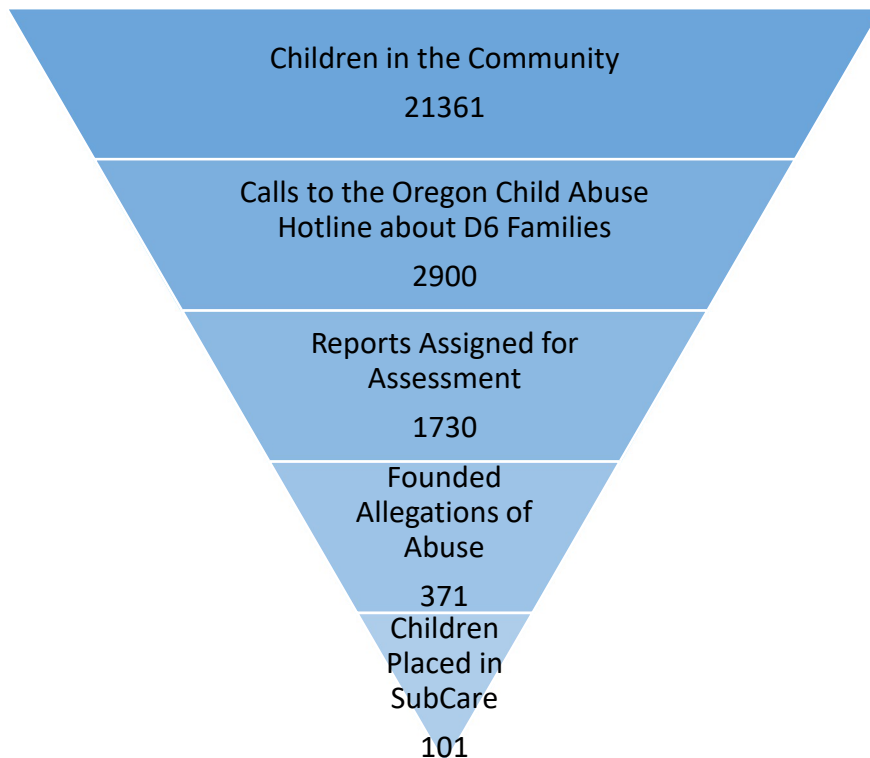 Children in the Community
21361
Calls to the Oregon Child Abuse
Hotline about D6 Families
2900
Reports Assigned for
Assessment
1730
Founded
Allegations of
Abuse
371
Children
Placed in
SubCare
101